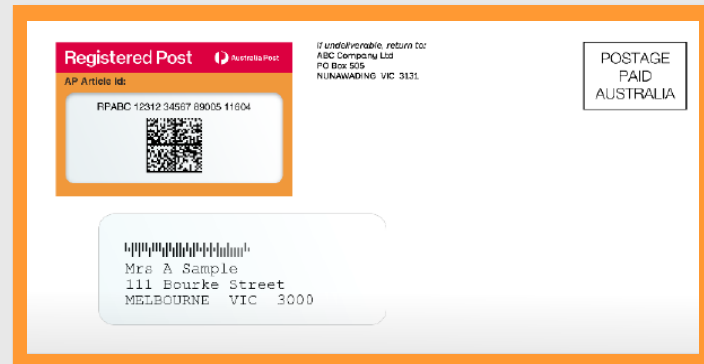 Registered Post
Australia Post
AP Article Id:
RPABC 12312 34567 89005 11604
If undeliverable, return to:
ABC Company Ltd
PO Box 505
NUNAWADING VIC 3131
POSTAGE
PAID
AUSTRALIA
Mrs A Sample
111 Bourke Street
MELBOURNE VIC 3000